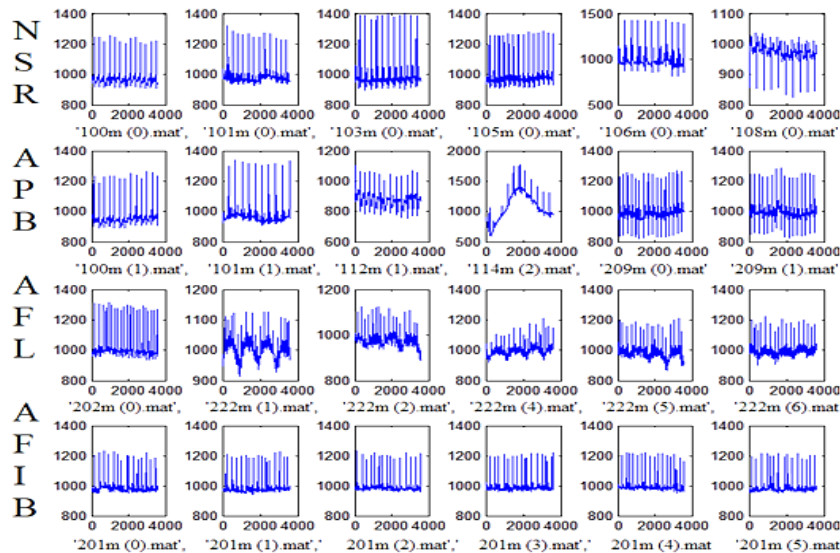 NSR
1400 1400 1400 1400 1500 1100
1200 1200 1200 1200 1000 1000
1000 1000 1000 1000 900
800 800 800 800 500 800
0 2000 4000 0 2000 4000 0 2000 4000 0 2000 4000 0 2000 4000 0 2000 4000
'100m (0).mat', '101m (0).mat', '103m (0).mat', '105m (0).mat', '106m (0).mat', '108m (0).mat'
APB
1400 1400 1200 2000 1400 1400
1200 1200 1000 1500 1200 1200
1000 1000 800 1000 1000 1000
800 800 600 500 800 800
0 2000 4000 0 2000 4000 0 2000 4000 0 2000 4000 0 2000 4000 0 2000 4000
'100m (1).mat' '101m (1).mat', '112m (1).mat', '114m (2).mat', '209m (0).mat' '209m (1).mat'
AFL
1400 1200 1200 1400 1400 1400
1200 1100 1200 1200 1200
1000 1000 1000 1000 1000 1000
800 900 800 800 800 800
0 2000 4000 0 2000 4000 0 2000 4000 0 2000 4000 0 2000 4000 0 2000 4000
'202m (0).mat', '222m (1).mat', '222m (2).mat', '222m (4).mat', '222m (5).mat', '222m (6).mat'
AFIB
1400 1400 1400 1400 1400 1400
1200 1200 1200 1200 1200 1200
1000 1000 1000 1000 1000 1000
800 800 800 800 800 800
0 2000 4000 0 2000 4000 0 2000 4000 0 2000 4000 0 2000 4000 0 2000 4000
'201m (0).mat', '201m (1).mat',' '201m (2).mat',' 201m (3).mat',' 201m (4).mat '201m (5).mat'